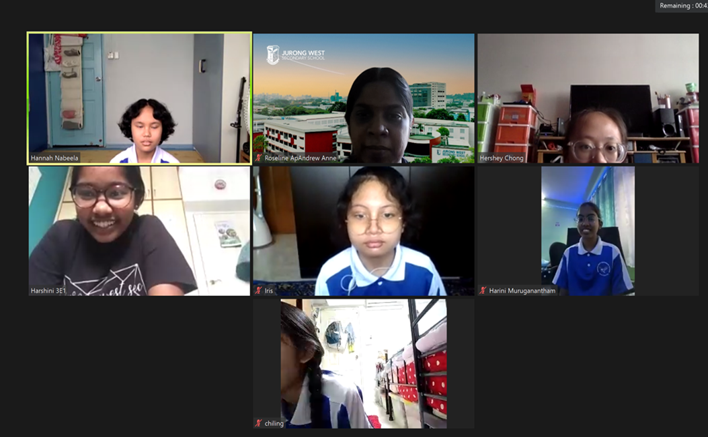 Remaining : 00:4
JURONG WEST
SECONDARY SCHOOL
Hannah Nabeela
Roseline ApAndrew Anne
Hershey Chong
Harshini 3E1
Iris
Harini Muruganantham
chiling